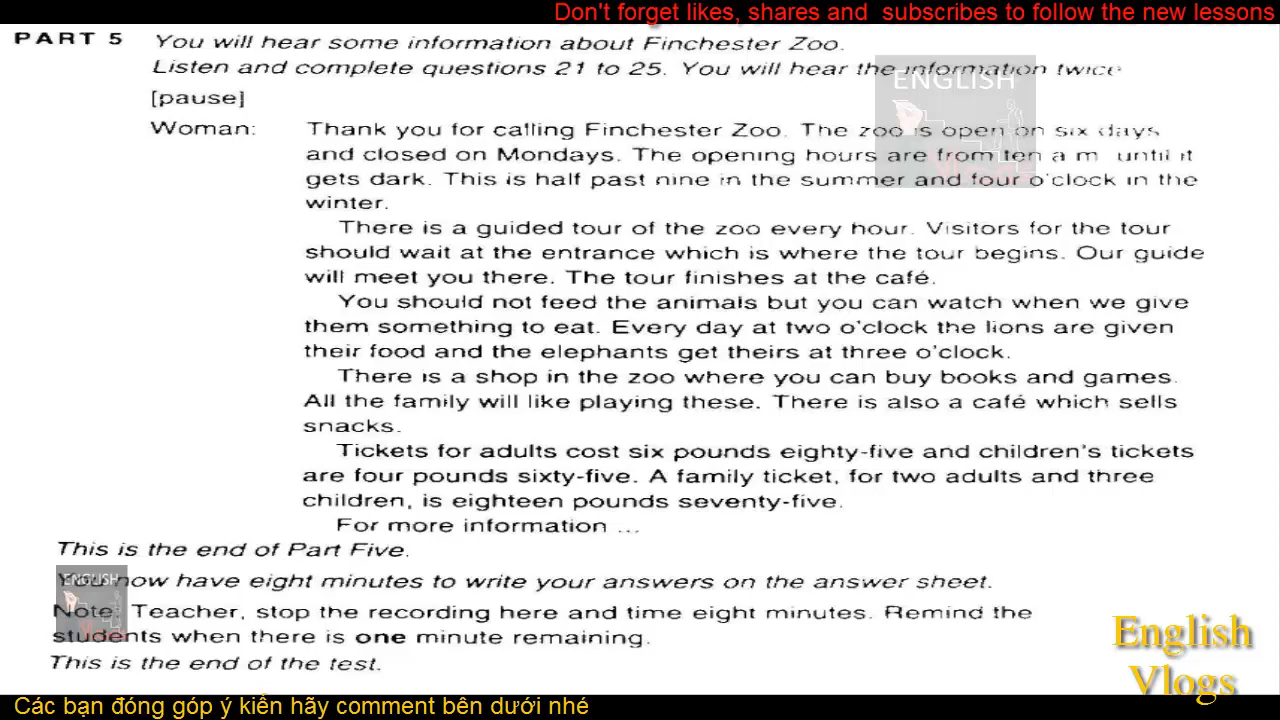 Don't forget likes, shares and subscribes to follow the new lessons
PART 5 You will hear some information about Finchester Zoo.
Listen and complete questions 21 to 25. You will hear the information twice
[pause]
Woman: Thank you for calling Finchester Zoo. The zoo is open on six days
and closed on Mondays. The opening hours are from ten a m until it
gets dark. This is half past nine in the summer and four o'clock in the
winter.
There is a guided tour of the zoo every hour. Visitors for the tour
should wait at the entrance which is where the tour begins. Our guide
will meet you there. The tour finishes at the café.
You should not feed the animals but you can watch when we give
them something to eat. Every day at two o'clock the lions are given
their food and the elephants get theirs at three o'clock.
There is a shop in the zoo where you can buy books and games.
All the family will like playing these. There is also a café which sells
snacks.
Tickets for adults cost six pounds eighty-five and children's tickets
are four pounds sixty-five. A family ticket, for two adults and three
children, is eighteen pounds seventy-five.
For more information ...
This is the end of Part Five.
You now have eight minutes to write your answers on the answer sheet.
Note: Teacher, stop the recording here and time eight minutes. Remind the
students when there is one minute remaining.
This is the end of the test.
ENGLISH
ENGLISH
English
Vlogs
Các bạn đóng góp ý kiến hãy comment bên dưới nhé